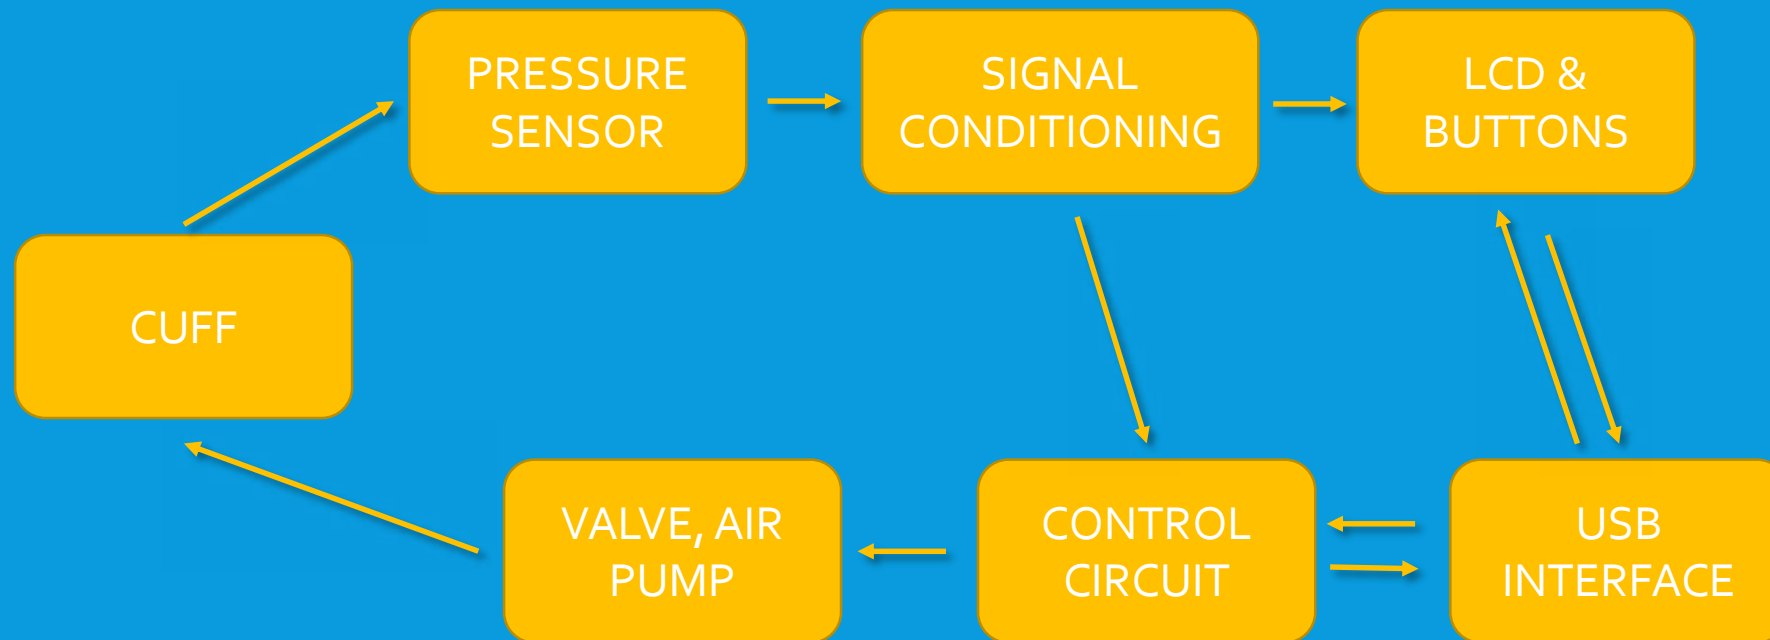 PRESSURE
SENSOR
SIGNAL
CONDITIONING
LCD &
BUTTONS
CUFF
VALVE, AIR
PUMP
CONTROL
CIRCUIT
USB
INTERFACE